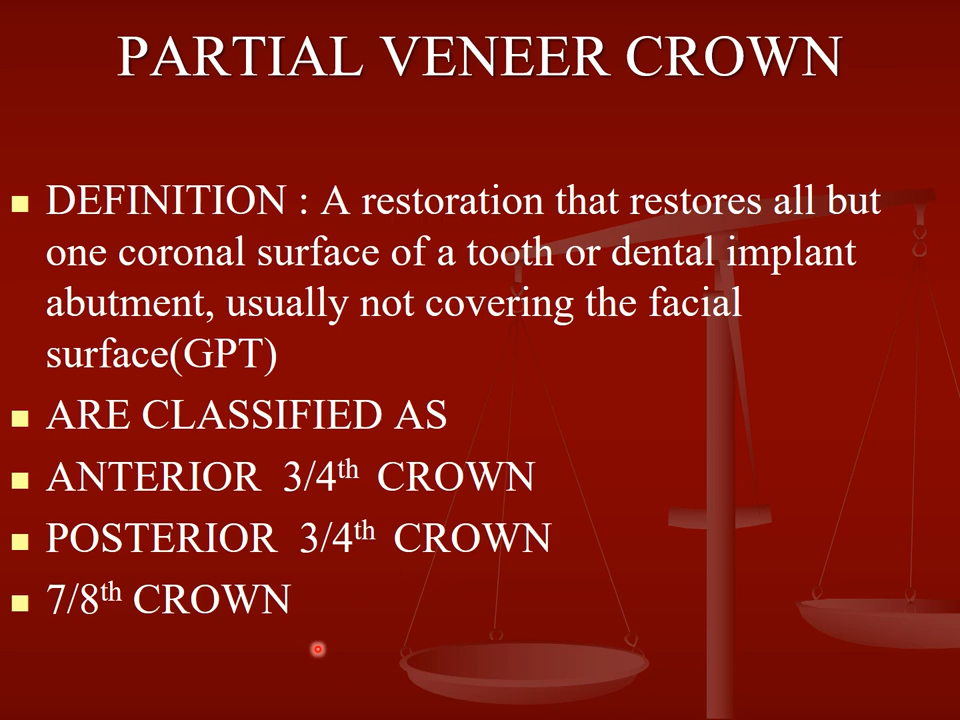 PARTIAL VENEER CROWN
DEFINITION : A restoration that restores all but
one coronal surface of a tooth or dental implant
abutment, usually not covering the facial
surface(GPT)
ARE CLASSIFIED AS
ANTERIOR 3/4th CROWN
POSTERIOR 3/4th CROWN
7/8th CROWN